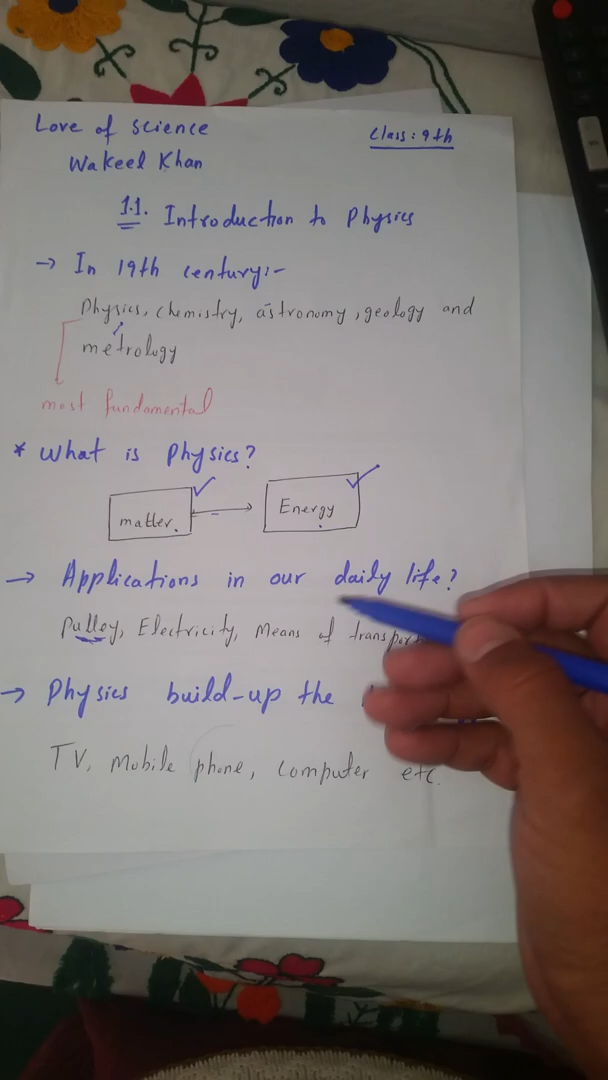 Love of science
Class: 9th
Wakeel Khan
1.1. Introduction to Physics
→ In 19th century:-
Physics, chemistry, astronomy, geology and
metrology
most fundamental
* What is Physics?
matter.
Energy
→ Applications in our daily life?
Pulley, Electricity, Means of transport
→ Physics build-up the
TV, Mobile phone, Computer etc.